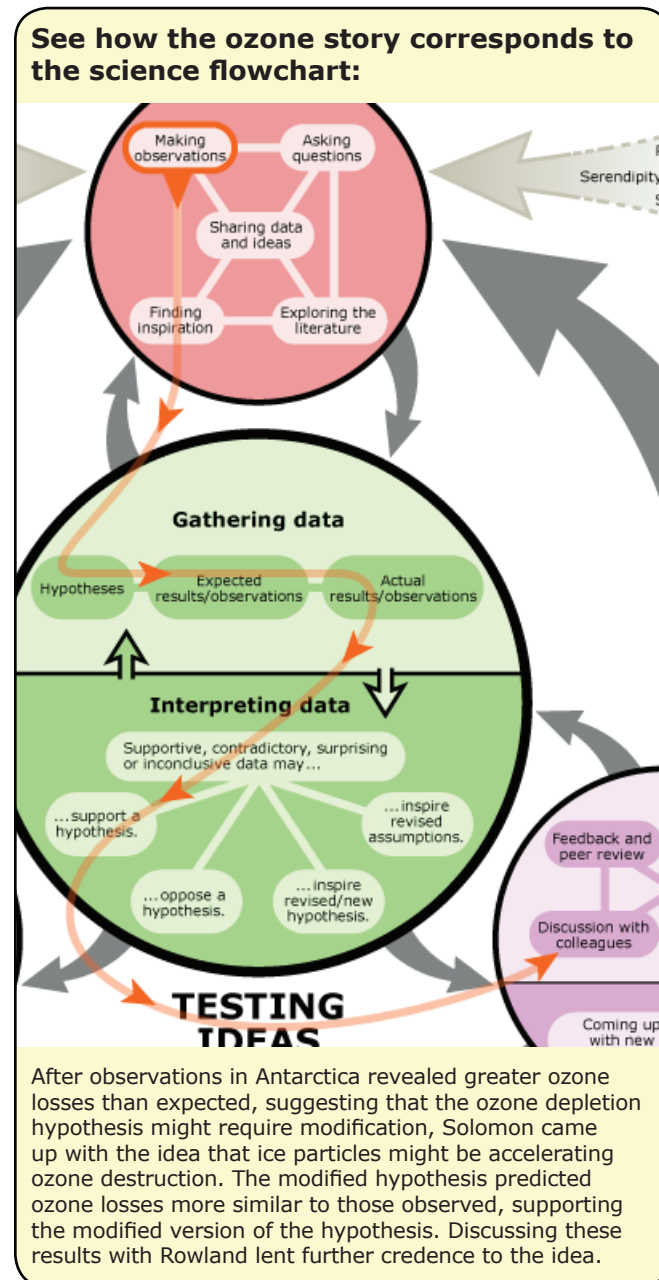 See how the ozone story corresponds to
the science flowchart:
Making
observations
Asking
questions
Serendipity
Sharing data
and ideas
Finding
inspiration
Exploring the
literature
Gathering data
Hypotheses
Expected
results/observations
Actual
results/observations
Interpreting data
Supportive, contradictory, surprising
or inconclusive data may...
...support a
hypothesis.
...inspire
revised
assumptions.
...oppose a
hypothesis.
...inspire
revised/new
hypothesis.
Feedback and
peer review
Discussion with
colleagues
TESTING
IDEAS
Coming up
with new
After observations in Antarctica revealed greater ozone
losses than expected, suggesting that the ozone depletion
hypothesis might require modification, Solomon came
up with the idea that ice particles might be accelerating
ozone destruction. The modified hypothesis predicted
ozone losses more similar to those observed, supporting
the modified version of the hypothesis. Discussing these
results with Rowland lent further credence to the idea.